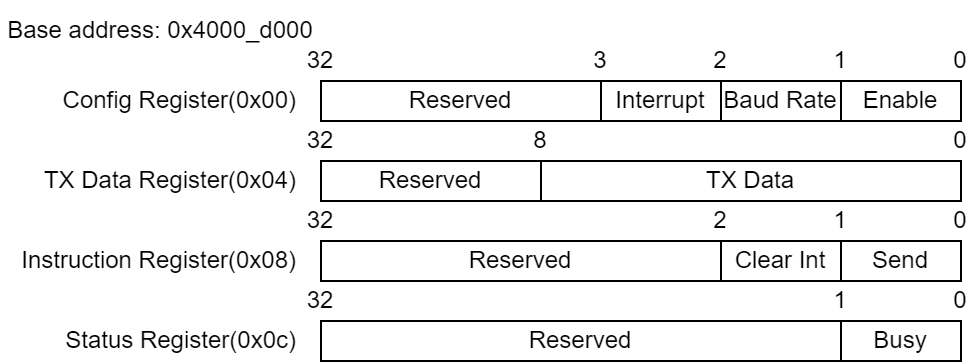 Base address: 0x4000_d000
32 3 2 1 0
Config Register(0x00) Reserved Interrupt Baud Rate Enable
32 8 0
TX Data Register(0x04) Reserved TX Data
32 2 1 0
Instruction Register(0x08) Reserved Clear Int Send
32 1 0
Status Register(0x0c) Reserved Busy